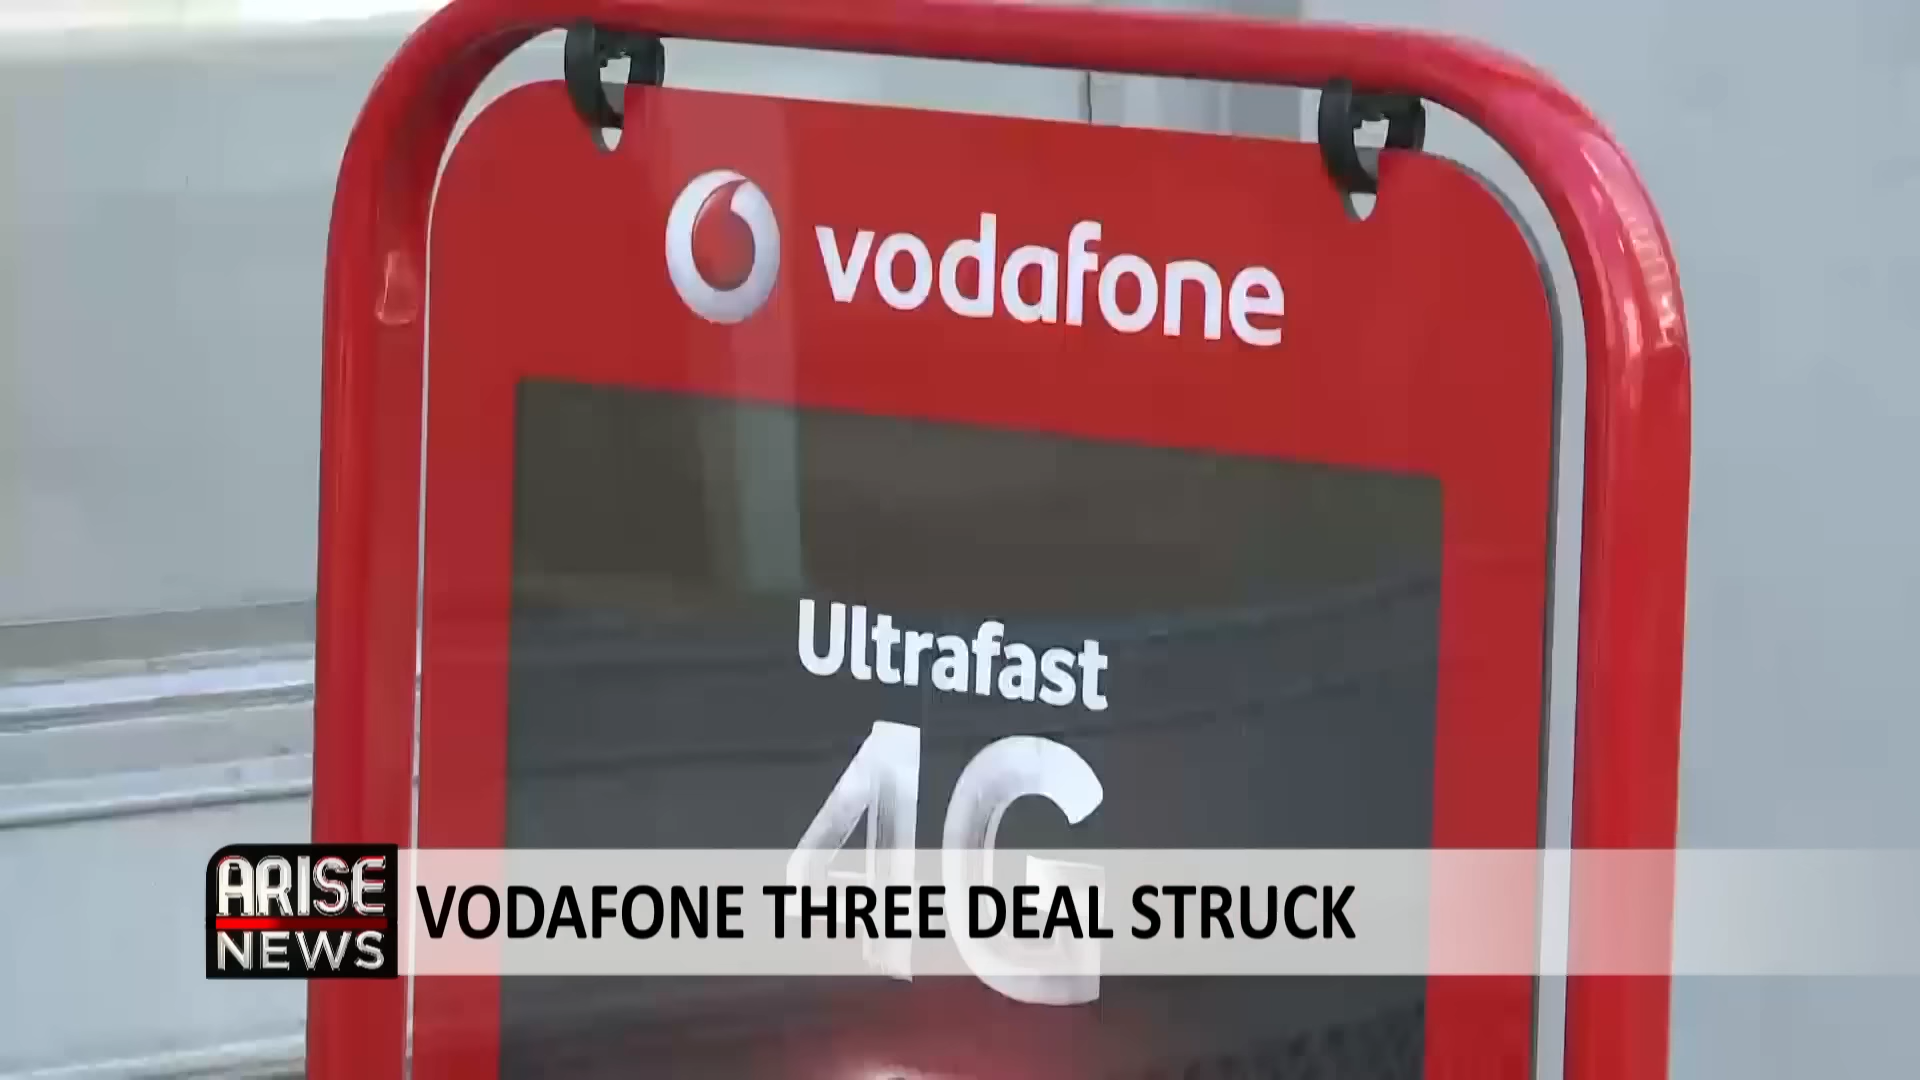 vodafone
Ultrafast
4G
ARISE
NEWS
VODAFONE THREE DEAL STRUCK